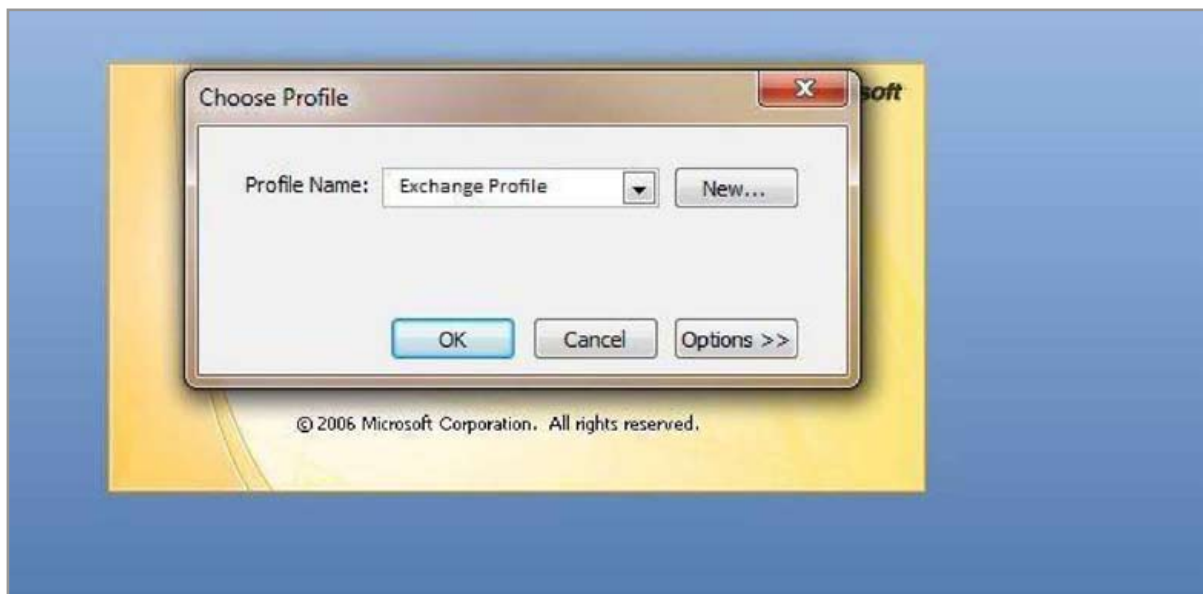 Choose Profile
soft
Profile Name: Exchange Profile New...
OK Cancel Options >>
© 2006 Microsoft Corporation. All rights reserved.